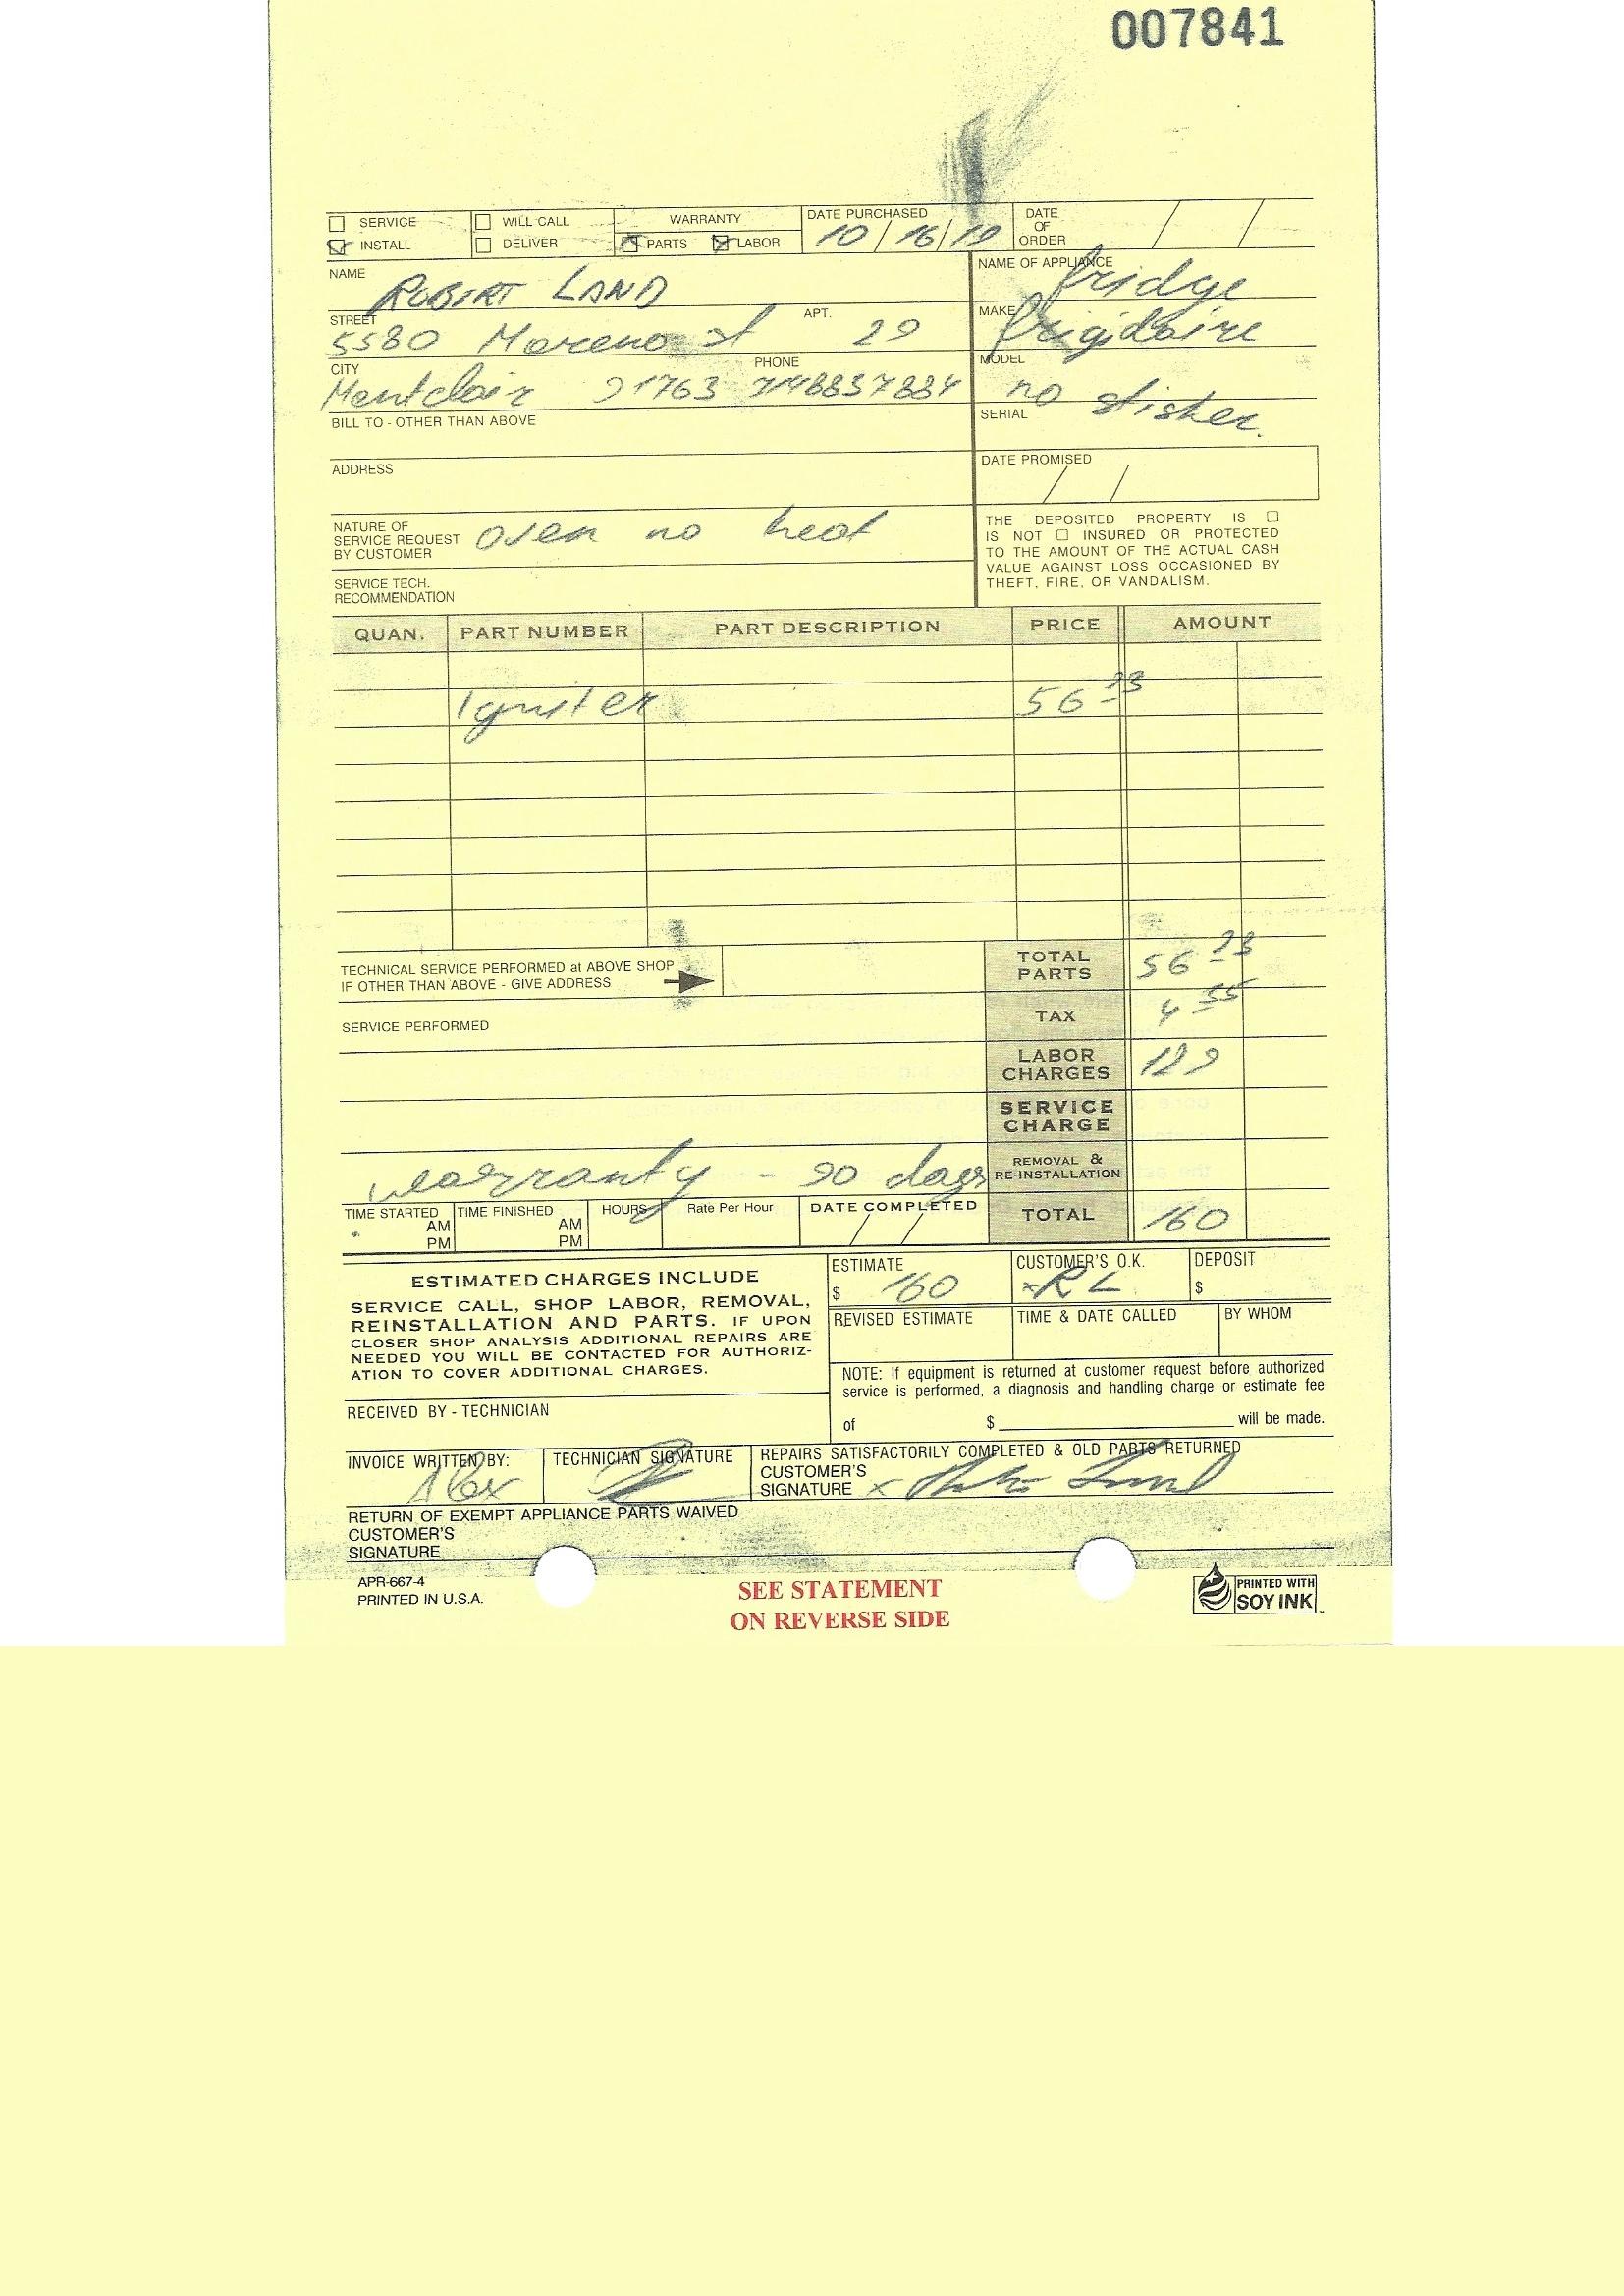 007841
SERVICE WILL CALL WARRANTY DATE PURCHASED DATE OF ORDER
INSTALL DELIVER PARTS LABOR 10/16/19
NAME ROBERT LAND NAME OF APPLIANCE fridge
STREET 5580 Moreno st APT. 29 MAKE frigidaire
CITY PHONE MODEL
Montclair 91763 7148837884 no stisker.
BILL TO - OTHER THAN ABOVE SERIAL
ADDRESS DATE PROMISED
NATURE OF
SERVICE REQUEST
BY CUSTOMER
oven no heat
THE DEPOSITED PROPERTY IS
IS NOT INSURED OR PROTECTED
TO THE AMOUNT OF THE ACTUAL CASH
VALUE AGAINST LOSS OCCASIONED BY
THEFT, FIRE, OR VANDALISM.
SERVICE TECH.
RECOMMENDATION
QUAN. PART NUMBER PART DESCRIPTION PRICE AMOUNT
Igniter 56
TECHNICAL SERVICE PERFORMED at ABOVE SHOP
IF OTHER THAN ABOVE - GIVE ADDRESS
TOTAL
PARTS
56
SERVICE PERFORMED
TAX 4 55
LABOR
CHARGES
129
SERVICE
CHARGE
warranty - 90 days
REMOVAL &
RE-INSTALLATION
TIME STARTED TIME FINISHED HOURS Rate Per Hour DATE COMPLETED TOTAL 160
AM AM
PM PM
ESTIMATED CHARGES INCLUDE
SERVICE CALL, SHOP LABOR, REMOVAL,
REINSTALLATION AND PARTS. IF UPON
CLOSER SHOP ANALYSIS ADDITIONAL REPAIRS ARE
NEEDED YOU WILL BE CONTACTED FOR AUTHORIZ-
ATION TO COVER ADDITIONAL CHARGES.
ESTIMATE CUSTOMER'S O.K. DEPOSIT
$ 160 x RL $
REVISED ESTIMATE TIME & DATE CALLED BY WHOM
NOTE: If equipment is returned at customer request before authorized
service is performed, a diagnosis and handling charge or estimate fee
of $ will be made.
RECEIVED BY - TECHNICIAN
INVOICE WRITTEN BY: TECHNICIAN SIGNATURE REPAIRS SATISFACTORILY COMPLETED & OLD PARTS RETURNED
Alex
CUSTOMER'S
SIGNATURE x
RETURN OF EXEMPT APPLIANCE PARTS WAIVED
CUSTOMER'S
SIGNATURE
APR-667-4
PRINTED IN U.S.A.
SEE STATEMENT
ON REVERSE SIDE
PRINTED WITH
SOY INK